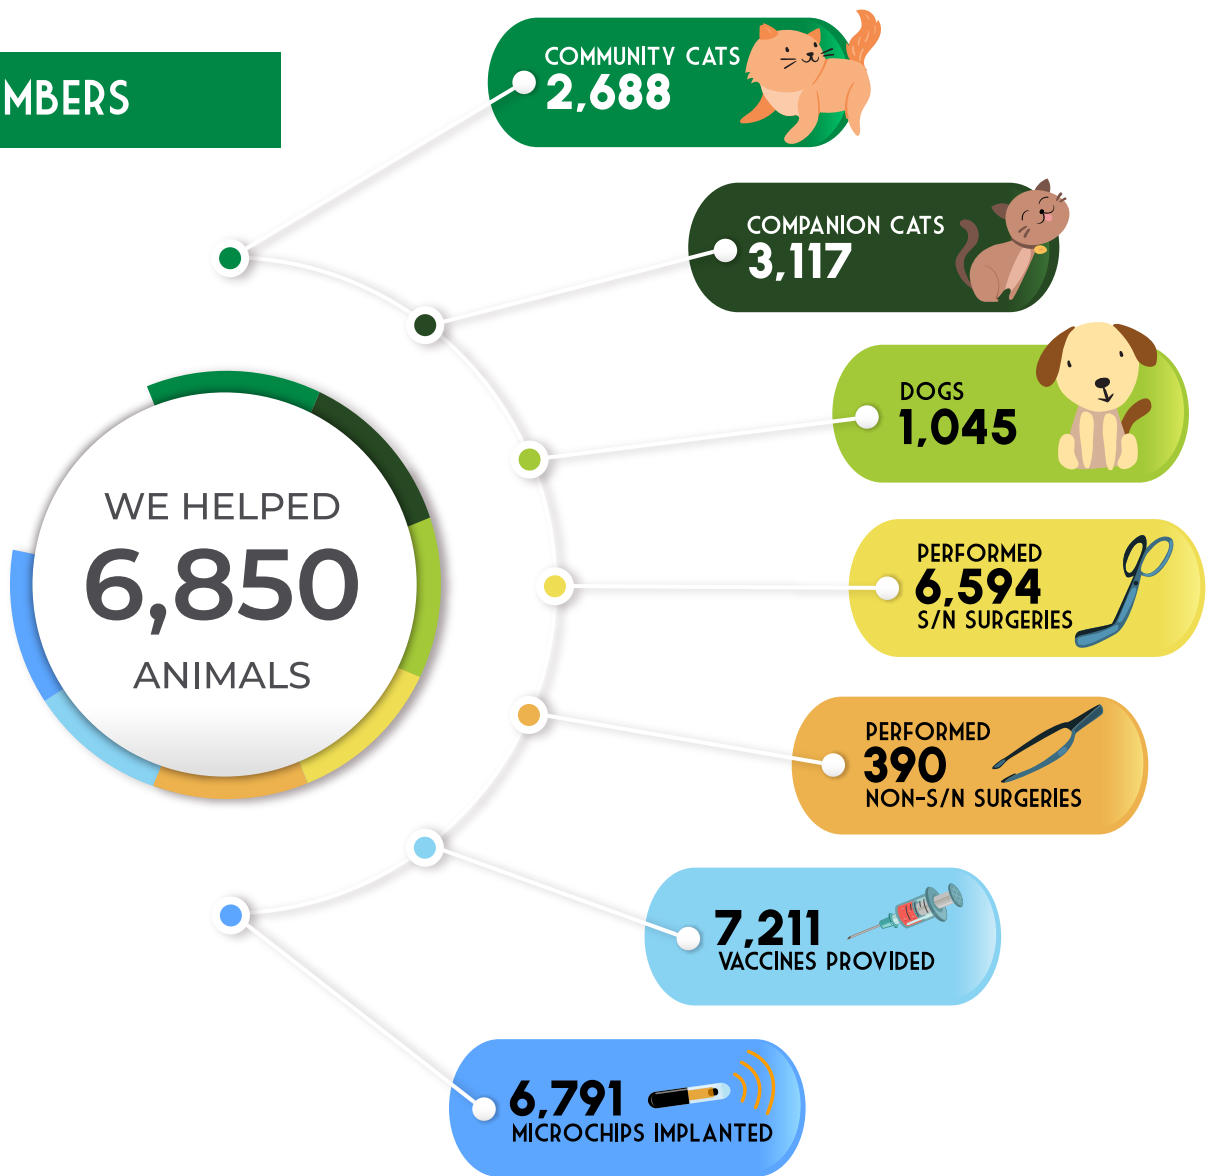 MBERS
COMMUNITY CATS
2,688
COMPANION CATS
3,117
DOGS
1,045
WE HELPED
6,850
ANIMALS
PERFORMED
6,594
S/N SURGERIES
PERFORMED
390
NON-S/N SURGERIES
7,211
VACCINES PROVIDED
6,791
MICROCHIPS IMPLANTED